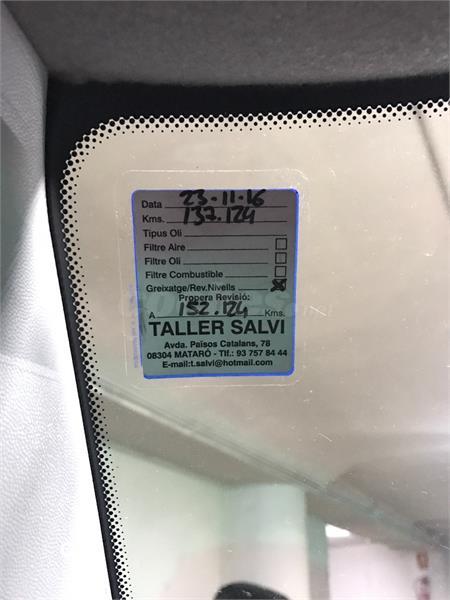 Data 23-11-16
Kms. 137.124
Tipus Oli
Filtre Aire
Filtre Oli
Filtre Combustible
Greixatge/Rev.Nivells X
Propera Revisió:
A 152.124 Kms.
TALLER SALVI
Avda. Països Catalans, 78
08304 MATARÓ - Tlf.: 93 757 84 44
E-mail:t.salvi@hotmail.com